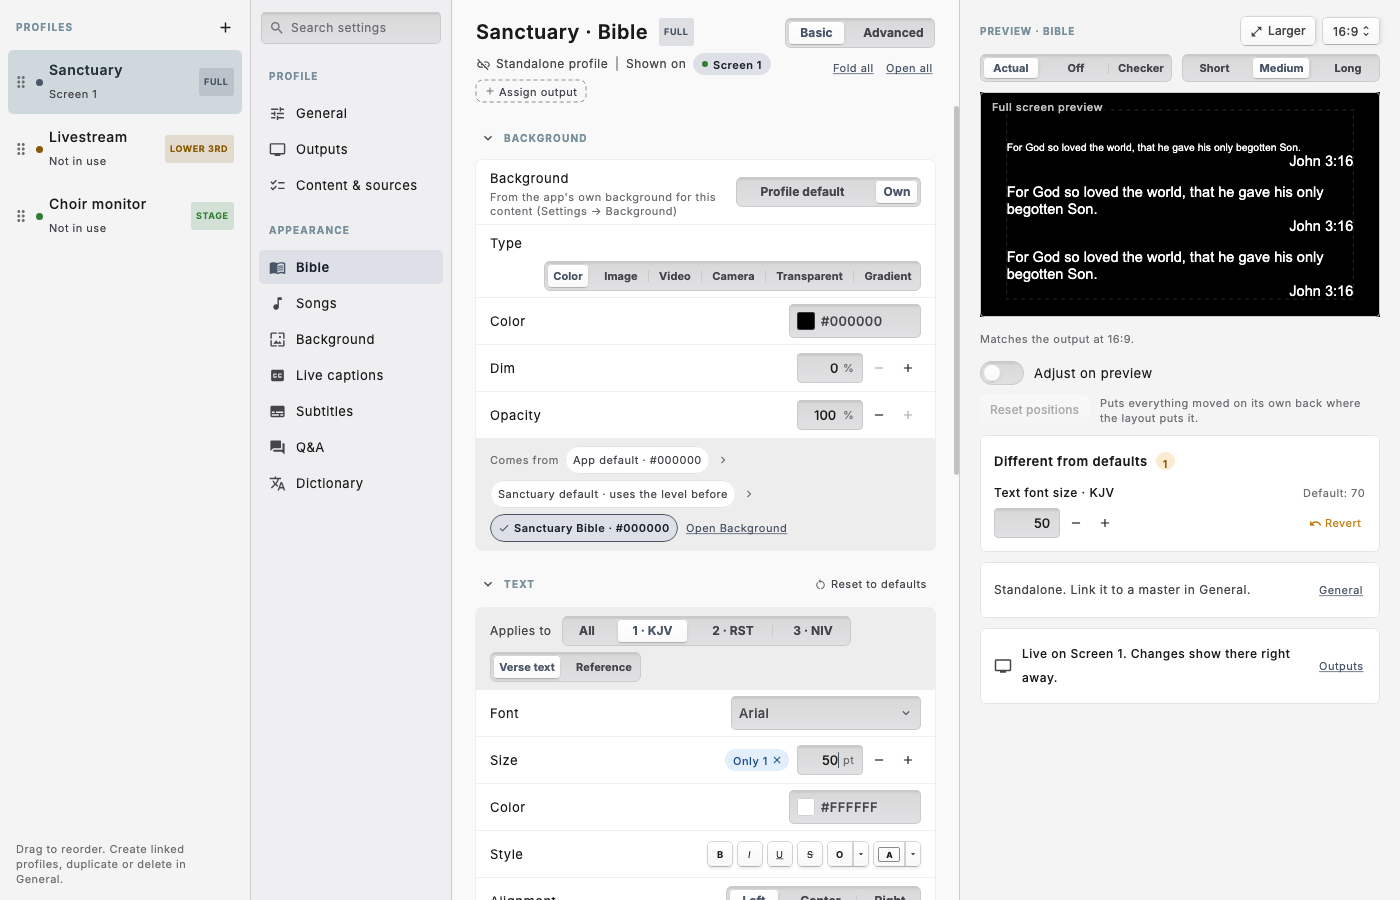 PROFILES
Sanctuary
Screen 1
FULL
Livestream
Not in use
LOWER 3RD
Choir monitor
Not in use
STAGE
Drag to reorder. Create linked
profiles, duplicate or delete in
General.
Search settings
PROFILE
General
Outputs
Content & sources
APPEARANCE
Bible
Songs
Background
Live captions
Subtitles
Q&A
Dictionary
Sanctuary · Bible FULL
Basic Advanced
Standalone profile | Shown on Screen 1
Fold all Open all
+ Assign output
BACKGROUND
Background
From the app's own background for this
content (Settings → Background)
Profile default Own
Type
Color Image Video Camera Transparent Gradient
Color #000000
Dim 0 % − +
Opacity 100 % − +
Comes from App default · #000000
Sanctuary default · uses the level before
Sanctuary Bible · #000000 Open Background
TEXT Reset to defaults
Applies to All 1 · KJV 2 · RST 3 · NIV
Verse text Reference
Font Arial
Size Only 1 × 50 pt − +
Color #FFFFFF
Style B I U S O A
Alignment Left Center Right
PREVIEW · BIBLE
Larger 16:9
Actual Off Checker Short Medium Long
Full screen preview
For God so loved the world, that he gave his only begotten Son.
John 3:16
For God so loved the world, that he gave his only
begotten Son.
John 3:16
For God so loved the world, that he gave his only
begotten Son.
John 3:16
Matches the output at 16:9.
Adjust on preview
Reset positions
Puts everything moved on its own back where
the layout puts it.
Different from defaults 1
Text font size · KJV Default: 70
50 − + Revert
Standalone. Link it to a master in General. General
Live on Screen 1. Changes show there right
away.
Outputs